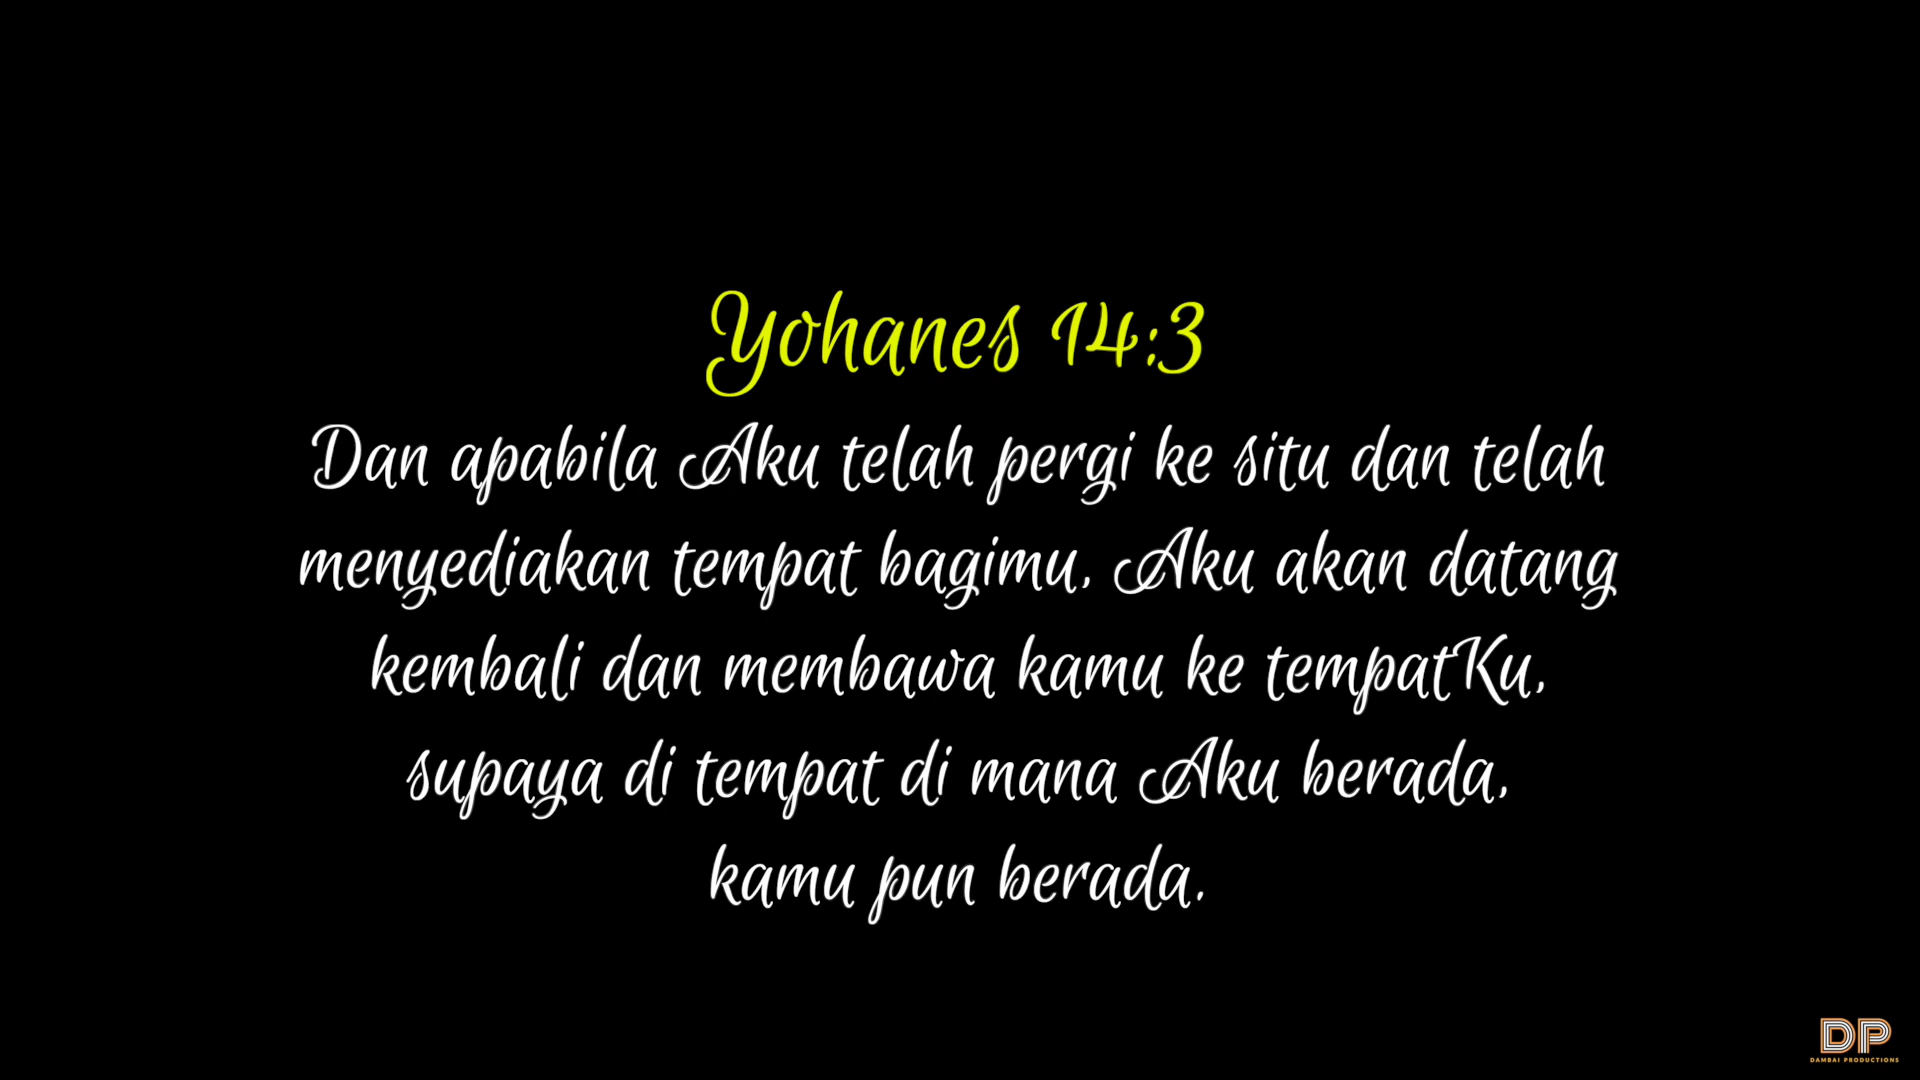 Yohanes 14:3
Dan apabila Aku telah pergi ke situ dan telah
menyediakan tempat bagimu, Aku akan datang
kembali dan membawa kamu ke tempatKu,
supaya di tempat di mana Aku berada,
kamu pun berada.
DP
DAMBAI PRODUCTIONS